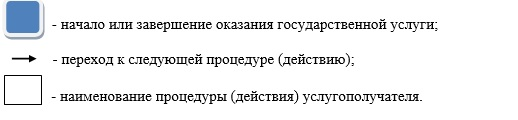 - начало или завершение оказания государственной услуги;
- переход к следующей процедуре (действию);
- наименование процедуры (действия) услугополучателя.